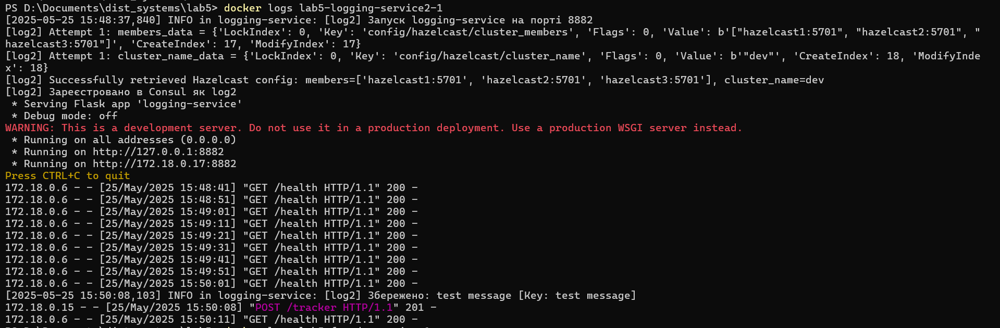 PS D:\Documents\dist_systems\lab5> docker logs lab5-logging-service2-1
[2025-05-25 15:48:37,840] INFO in logging-service: [log2] Запуск logging-service на порті 8882
[log2] Attempt 1: members_data = {'LockIndex': 0, 'Key': 'config/hazelcast/cluster_members', 'Flags': 0, 'Value': b'["hazelcast1:5701", "hazelcast2:5701", "
hazelcast3:5701"]', 'CreateIndex': 17, 'ModifyIndex': 17}
[log2] Attempt 1: cluster_name_data = {'LockIndex': 0, 'Key': 'config/hazelcast/cluster_name', 'Flags': 0, 'Value': b'"dev"', 'CreateIndex': 18, 'ModifyInde
x': 18}
[log2] Successfully retrieved Hazelcast config: members=['hazelcast1:5701', 'hazelcast2:5701', 'hazelcast3:5701'], cluster_name=dev
[log2] Зареєстровано в Consul як log2
 * Serving Flask app 'logging-service'
 * Debug mode: off
WARNING: This is a development server. Do not use it in a production deployment. Use a production WSGI server instead.
 * Running on all addresses (0.0.0.0)
 * Running on http://127.0.0.1:8882
 * Running on http://172.18.0.17:8882
Press CTRL+C to quit
172.18.0.6 - - [25/May/2025 15:48:41] "GET /health HTTP/1.1" 200 -
172.18.0.6 - - [25/May/2025 15:48:51] "GET /health HTTP/1.1" 200 -
172.18.0.6 - - [25/May/2025 15:49:01] "GET /health HTTP/1.1" 200 -
172.18.0.6 - - [25/May/2025 15:49:11] "GET /health HTTP/1.1" 200 -
172.18.0.6 - - [25/May/2025 15:49:21] "GET /health HTTP/1.1" 200 -
172.18.0.6 - - [25/May/2025 15:49:31] "GET /health HTTP/1.1" 200 -
172.18.0.6 - - [25/May/2025 15:49:41] "GET /health HTTP/1.1" 200 -
172.18.0.6 - - [25/May/2025 15:49:51] "GET /health HTTP/1.1" 200 -
172.18.0.6 - - [25/May/2025 15:50:01] "GET /health HTTP/1.1" 200 -
[2025-05-25 15:50:08,103] INFO in logging-service: [log2] Збережено: test message [Key: test message]
172.18.0.15 - - [25/May/2025 15:50:08] "POST /tracker HTTP/1.1" 201 -
172.18.0.6 - - [25/May/2025 15:50:11] "GET /health HTTP/1.1" 200 -